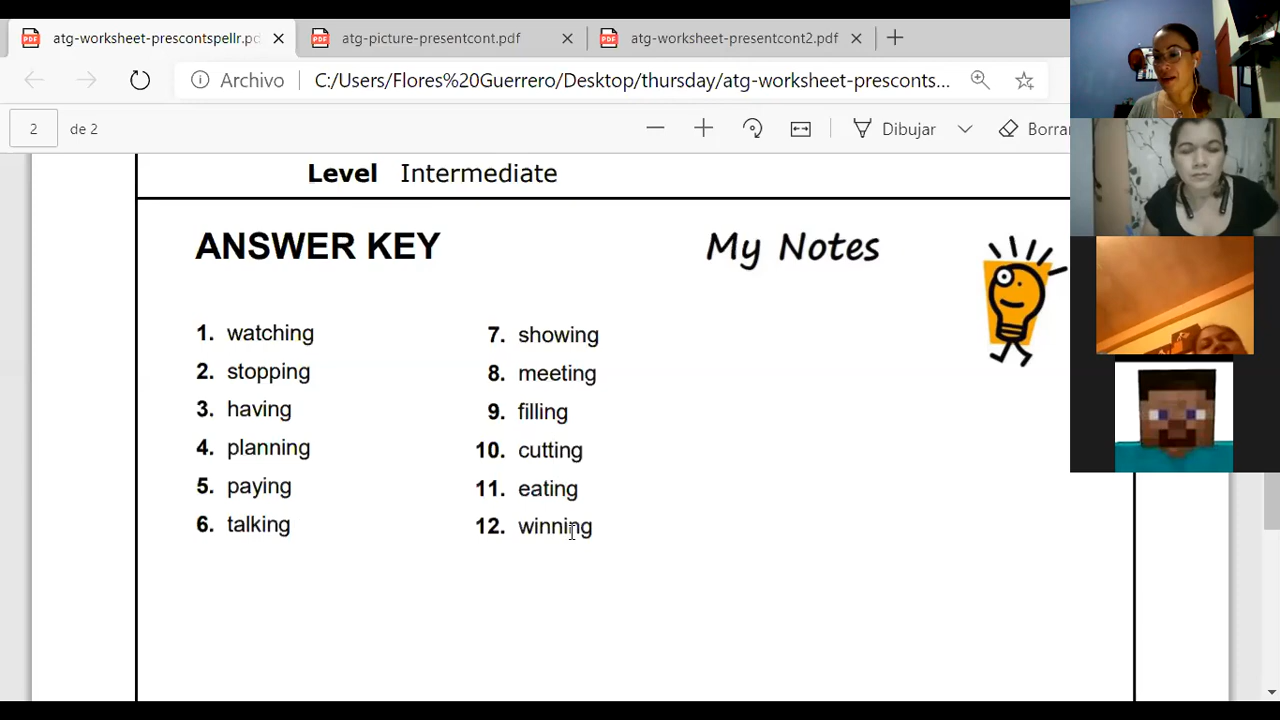 atg-worksheet-prescontspellr.pd
atg-picture-presentcont.pdf
atg-worksheet-presentcont2.pdf
Archivo
C:/Users/Flores%20Guerrero/Desktop/thursday/atg-worksheet-presconts...
2
de 2
Dibujar
Borra
Level Intermediate
ANSWER KEY
My Notes
1. watching
2. stopping
3. having
4. planning
5. paying
6. talking
7. showing
8. meeting
9. filling
10. cutting
11. eating
12. winning